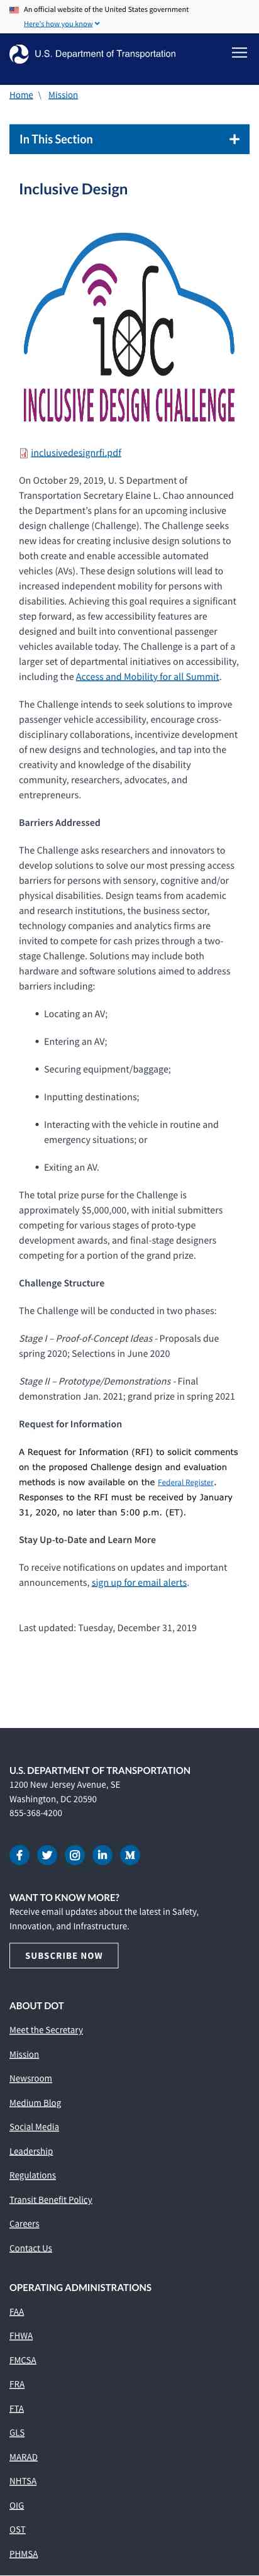 An official website of the United States government
Here's how you know
U.S. Department of Transportation
Home \ Mission
In This Section
Inclusive Design
idc
INCLUSIVE DESIGN CHALLENGE
inclusivedesignrfi.pdf
On October 29, 2019, U. S Department of
Transportation Secretary Elaine L. Chao announced
the Department's plans for an upcoming inclusive
design challenge (Challenge). The Challenge seeks
new ideas for creating inclusive design solutions to
both create and enable accessible automated
vehicles (AVs). These design solutions will lead to
increased independent mobility for persons with
disabilities. Achieving this goal requires a significant
step forward, as few accessibility features are
designed and built into conventional passenger
vehicles available today. The Challenge is a part of a
larger set of departmental initiatives on accessibility,
including the Access and Mobility for all Summit.
The Challenge intends to seek solutions to improve
passenger vehicle accessibility, encourage cross-
disciplinary collaborations, incentivize development
of new designs and technologies, and tap into the
creativity and knowledge of the disability
community, researchers, advocates, and
entrepreneurs.
Barriers Addressed
The Challenge asks researchers and innovators to
develop solutions to solve our most pressing access
barriers for persons with sensory, cognitive and/or
physical disabilities. Design teams from academic
and research institutions, the business sector,
technology companies and analytics firms are
invited to compete for cash prizes through a two-
stage Challenge. Solutions may include both
hardware and software solutions aimed to address
barriers including:
• Locating an AV;
• Entering an AV;
• Securing equipment/baggage;
• Inputting destinations;
• Interacting with the vehicle in routine and
emergency situations; or
• Exiting an AV.
The total prize purse for the Challenge is
approximately $5,000,000, with initial submitters
competing for various stages of proto-type
development awards, and final-stage designers
competing for a portion of the grand prize.
Challenge Structure
The Challenge will be conducted in two phases:
Stage I – Proof-of-Concept Ideas - Proposals due
spring 2020; Selections in June 2020
Stage II – Prototype/Demonstrations - Final
demonstration Jan. 2021; grand prize in spring 2021
Request for Information
A Request for Information (RFI) to solicit comments
on the proposed Challenge design and evaluation
methods is now available on the Federal Register.
Responses to the RFI must be received by January
31, 2020, no later than 5:00 p.m. (ET).
Stay Up-to-Date and Learn More
To receive notifications on updates and important
announcements, sign up for email alerts.
Last updated: Tuesday, December 31, 2019
U.S. DEPARTMENT OF TRANSPORTATION
1200 New Jersey Avenue, SE
Washington, DC 20590
855-368-4200
WANT TO KNOW MORE?
Receive email updates about the latest in Safety,
Innovation, and Infrastructure.
SUBSCRIBE NOW
ABOUT DOT
Meet the Secretary
Mission
Newsroom
Medium Blog
Social Media
Leadership
Regulations
Transit Benefit Policy
Careers
Contact Us
OPERATING ADMINISTRATIONS
FAA
FHWA
FMCSA
FRA
FTA
GLS
MARAD
NHTSA
OIG
OST
PHMSA